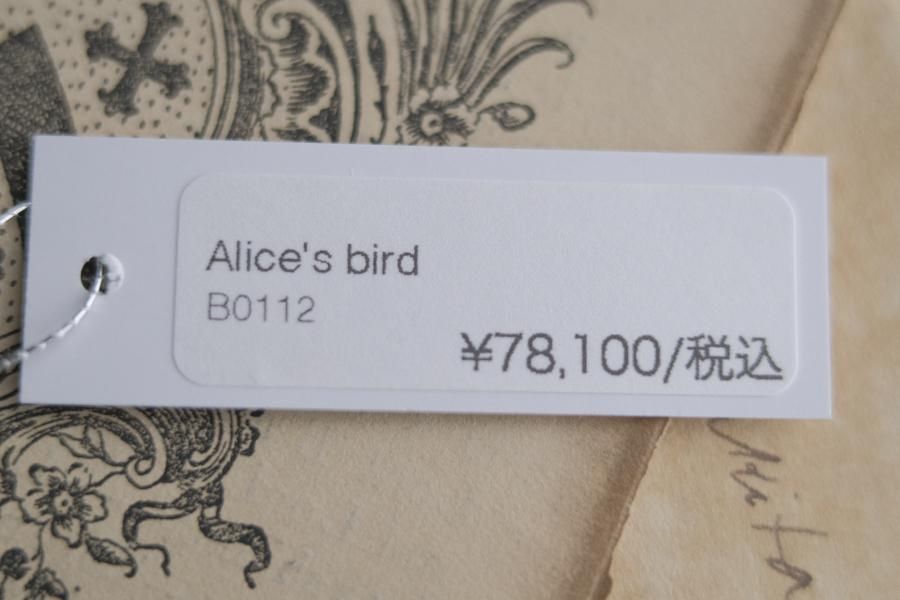 Alice's bird
B0112
¥78,100/税込